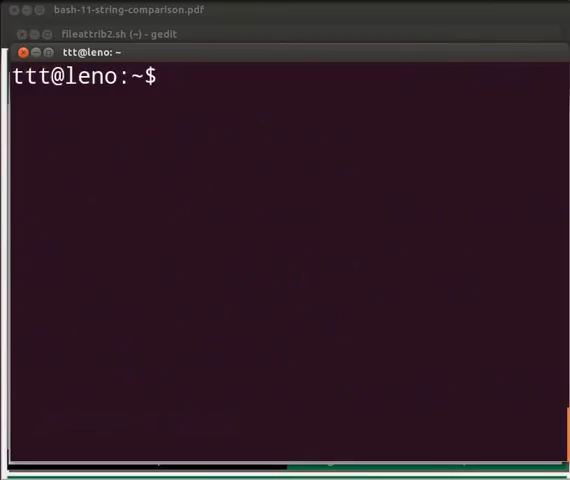 bash-11-string-comparison.pdf
fileattrib2.sh (~) - gedit
ttt@leno: ~
ttt@leno:~$